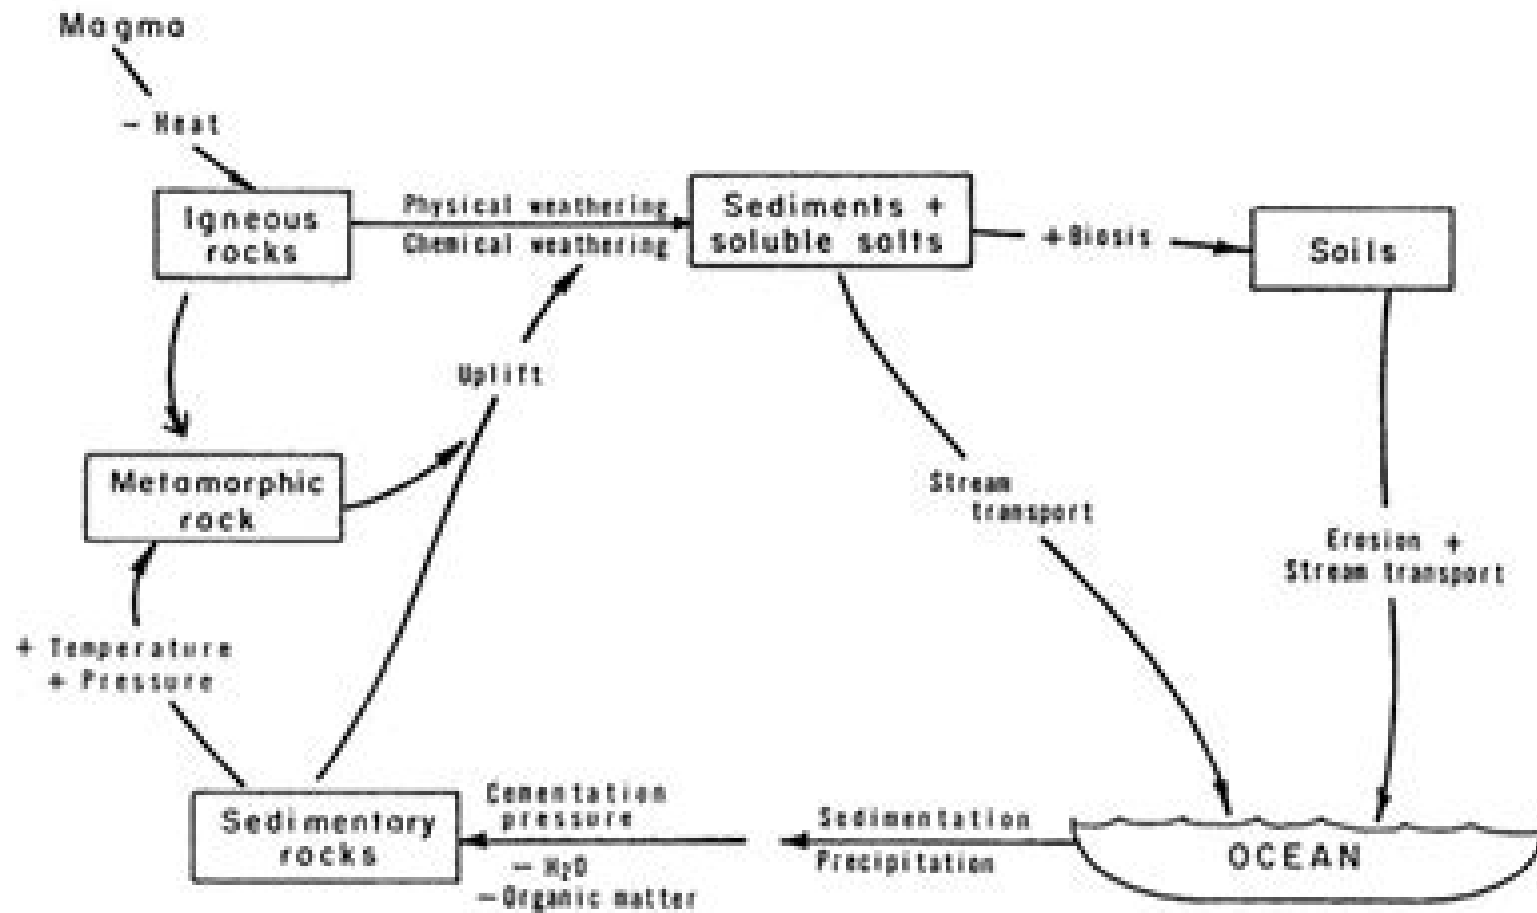 Magma
- Heat
Igneous
rocks
Physical weathering
Chemical weathering
Sediments +
soluble salts
+Biosis
Soils
Uplift
Metamorphic
rock
Stream
transport
Erosion +
Stream transport
+ Temperature
+ Pressure
Sedimentary
rocks
Cementation
pressure
- H₂O
- Organic matter
Sedimentation
Precipitation
OCEAN